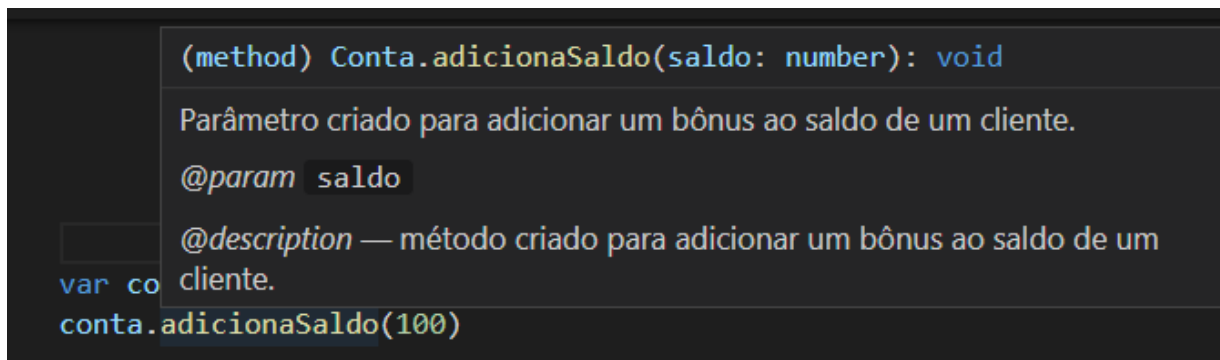 (method) Conta.adicionaSaldo(saldo: number): void
Parâmetro criado para adicionar um bônus ao saldo de um cliente.
@param saldo
@description — método criado para adicionar um bônus ao saldo de um
cliente.
var co
conta.adicionaSaldo(100)